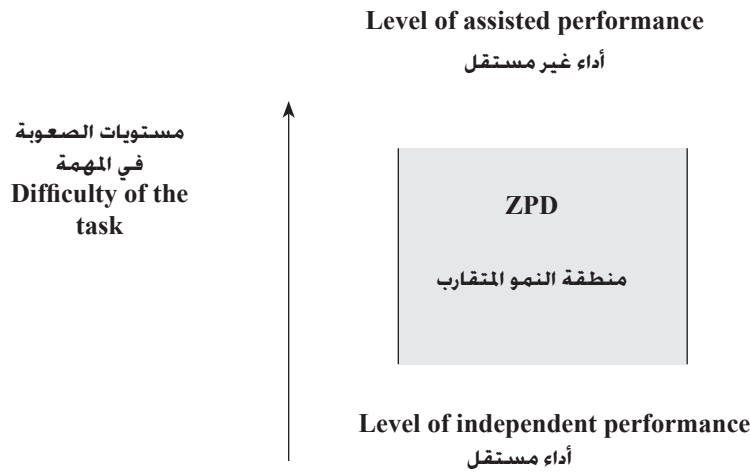 Level of assisted performance
أداء غير مستقل
مستويات الصعوبة
في المهمة
Difficulty of the
task
ZPD
منطقة النمو المتقارب
Level of independent performance
أداء مستقل